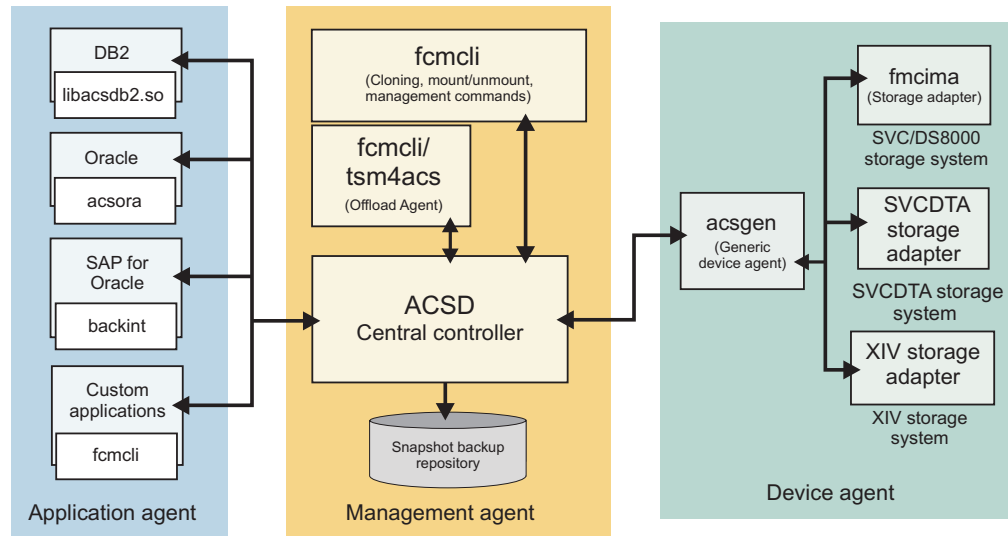 DB2
libacsdb2.so
Oracle
acsora
SAP for
Oracle
backint
Custom
applications
fcmcli
Application agent
fcmcli
(Cloning, mount/unmount,
management commands)
fcmcli/
tsm4acs
(Offload Agent)
ACSD
Central controller
Snapshot backup
repository
Management agent
acsgen
(Generic
device agent)
fmcima
(Storage adapter)
SVC/DS8000
storage system
SVCDTA
storage
adapter
SVCDTA storage
system
XIV storage
adapter
XIV storage
system
Device agent